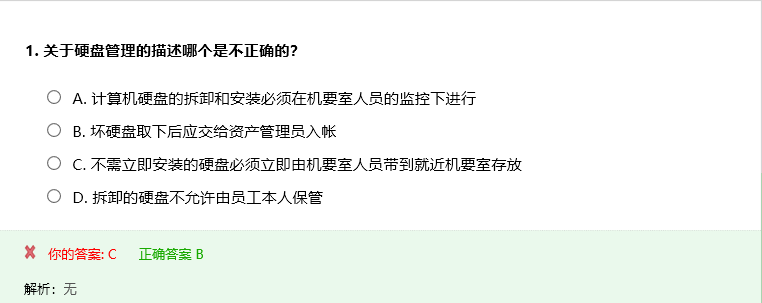 1. 关于硬盘管理的描述哪个是不正确的?
A. 计算机硬盘的拆卸和安装必须在机要室人员的监控下进行
B. 坏硬盘取下后应交给资产管理员入帐
C. 不需立即安装的硬盘必须立即由机要室人员带到就近机要室存放
D. 拆卸的硬盘不允许由员工本人保管
你的答案: C 正确答案 B
解析：无